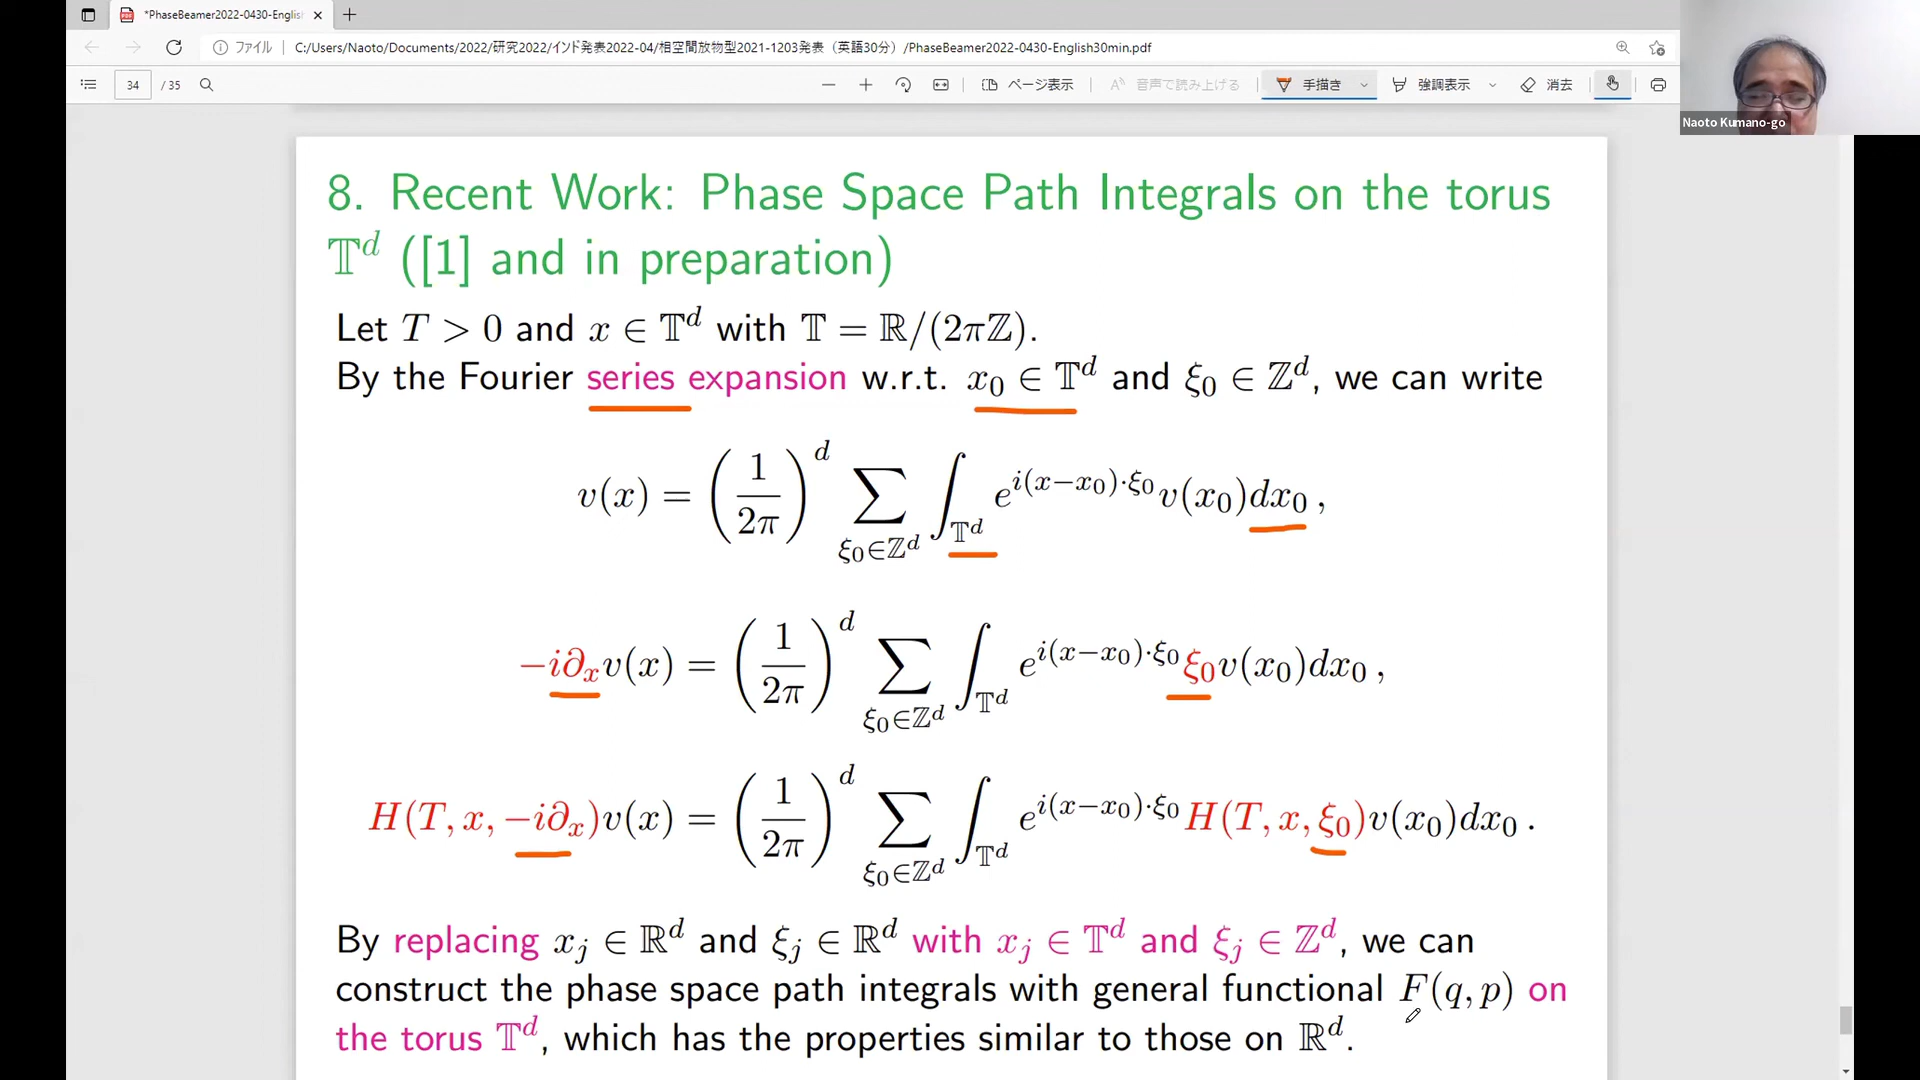 *PhaseBeamer2022-0430-English
ファイル C:/Users/Naoto/Documents/2022/研究2022/インド発表2022-04/相空間放物型2021-1203発表（英語30分）/PhaseBeamer2022-0430-English30min.pdf
34 / 35 ページ表示 音声で読み上げる 手描き 強調表示 消去
Naoto Kumano-go
8. Recent Work: Phase Space Path Integrals on the torus
𝕋^d ([1] and in preparation)
Let T > 0 and x ∈ 𝕋^d with 𝕋 = ℝ/(2πℤ).
By the Fourier series expansion w.r.t. x_0 ∈ 𝕋^d and ξ_0 ∈ ℤ^d, we can write
v(x) = (1/2π)^d ∑_{ξ_0∈ℤ^d} ∫_{𝕋^d} e^{i(x−x_0)·ξ_0} v(x_0)dx_0 ,
−i∂_x v(x) = (1/2π)^d ∑_{ξ_0∈ℤ^d} ∫_{𝕋^d} e^{i(x−x_0)·ξ_0} ξ_0 v(x_0)dx_0 ,
H(T, x, −i∂_x)v(x) = (1/2π)^d ∑_{ξ_0∈ℤ^d} ∫_{𝕋^d} e^{i(x−x_0)·ξ_0} H(T, x, ξ_0)v(x_0)dx_0 .
By replacing x_j ∈ ℝ^d and ξ_j ∈ ℝ^d with x_j ∈ 𝕋^d and ξ_j ∈ ℤ^d, we can
construct the phase space path integrals with general functional F(q, p) on
the torus 𝕋^d, which has the properties similar to those on ℝ^d.